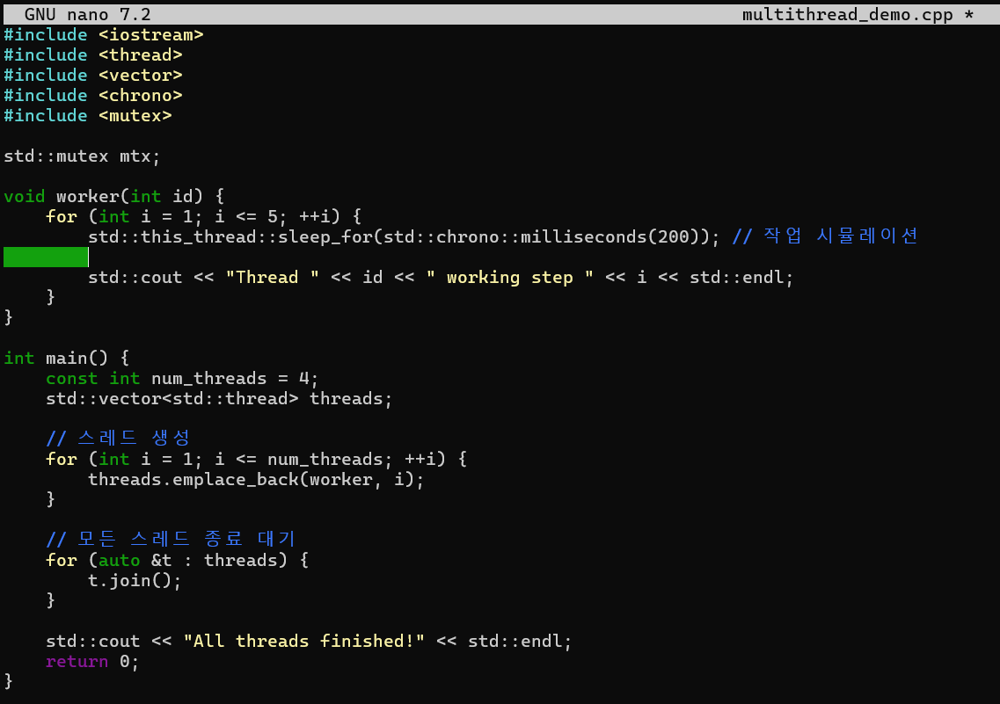 GNU nano 7.2 multithread_demo.cpp *
#include <iostream>
#include <thread>
#include <vector>
#include <chrono>
#include <mutex>

std::mutex mtx;

void worker(int id) {
    for (int i = 1; i <= 5; ++i) {
        std::this_thread::sleep_for(std::chrono::milliseconds(200)); // 작업 시뮬레이션

        std::cout << "Thread " << id << " working step " << i << std::endl;
    }
}

int main() {
    const int num_threads = 4;
    std::vector<std::thread> threads;

    // 스레드 생성
    for (int i = 1; i <= num_threads; ++i) {
        threads.emplace_back(worker, i);
    }

    // 모든 스레드 종료 대기
    for (auto &t : threads) {
        t.join();
    }

    std::cout << "All threads finished!" << std::endl;
    return 0;
}